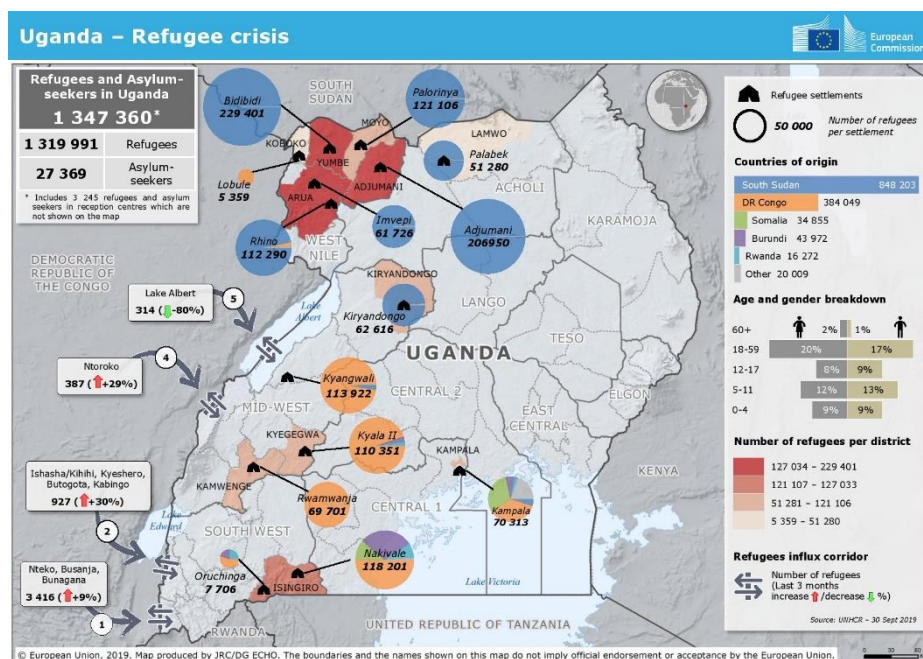 Uganda – Refugee crisis
European
Commission
Refugees and Asylum-
seekers in Uganda
1 347 360*
1 319 991 Refugees
27 369 Asylum-
seekers
* Includes 3 245 refugees and asylum
seekers in reception centres which are
not shown on the map
SOUTH
SUDAN
Bidibidi
229 401
Palorinya
121 106
MOYO
KOBOKO
YUMBE
LAMWO
Palabek
51 280
Lobule
5 359
ADJUMANI
ARUA
ACHOLI
KARAMOJA
Imvepi
61 726
Adjumani
206950
Rhino
112 290
WEST
NILE
DEMOCRATIC
REPUBLIC OF
THE CONGO
KIRYANDONGO
LANGO
Lake Albert
314 (-80%)
5
Lake
Albert
Kiryandongo
62 616
TESO
UGANDA
4
Ntoroko
387 (+29%)
Kyangwali
113 922
CENTRAL 2
MID-WEST
ELGON
EAST
CENTRAL
KYEGEGWA
Kyala II
110 351
KAMPALA
KENYA
Ishasha/Kihihi, Kyeshero,
Butogota, Kabingo
927 (+30%)
KAMWENGE
Rwamwanja
69 701
CENTRAL 1
Kampala
70 313
Lake
Edward
2
SOUTH WEST
Nakivale
118 201
Nteko, Busanja,
Bunagana
3 416 (+9%)
1
Oruchinga
7 706
ISINGIRO
Lake Victoria
RWANDA
UNITED REPUBLIC OF TANZANIA
Refugee settlements
50 000 Number of refugees
per settlement
Countries of origin
South Sudan 848 203
DR Congo 384 049
Somalia 34 855
Burundi 43 972
Rwanda 16 272
Other 20 009
Age and gender breakdown
60+ 2% 1%
18-59 20% 17%
12-17 8% 9%
5-11 12% 13%
0-4 9% 9%
Number of refugees per district
127 034 – 229 401
121 107 – 127 033
51 281 - 121 106
5 359 – 51 280
Refugees influx corridor
Number of refugees
(Last 3 months
increase /decrease %)
Source: UNHCR – 30 Sept 2019
© European Union, 2019. Map produced by JRC/DG ECHO. The boundaries and the names shown on this map do not imply official endorsement or acceptance by the European Union.